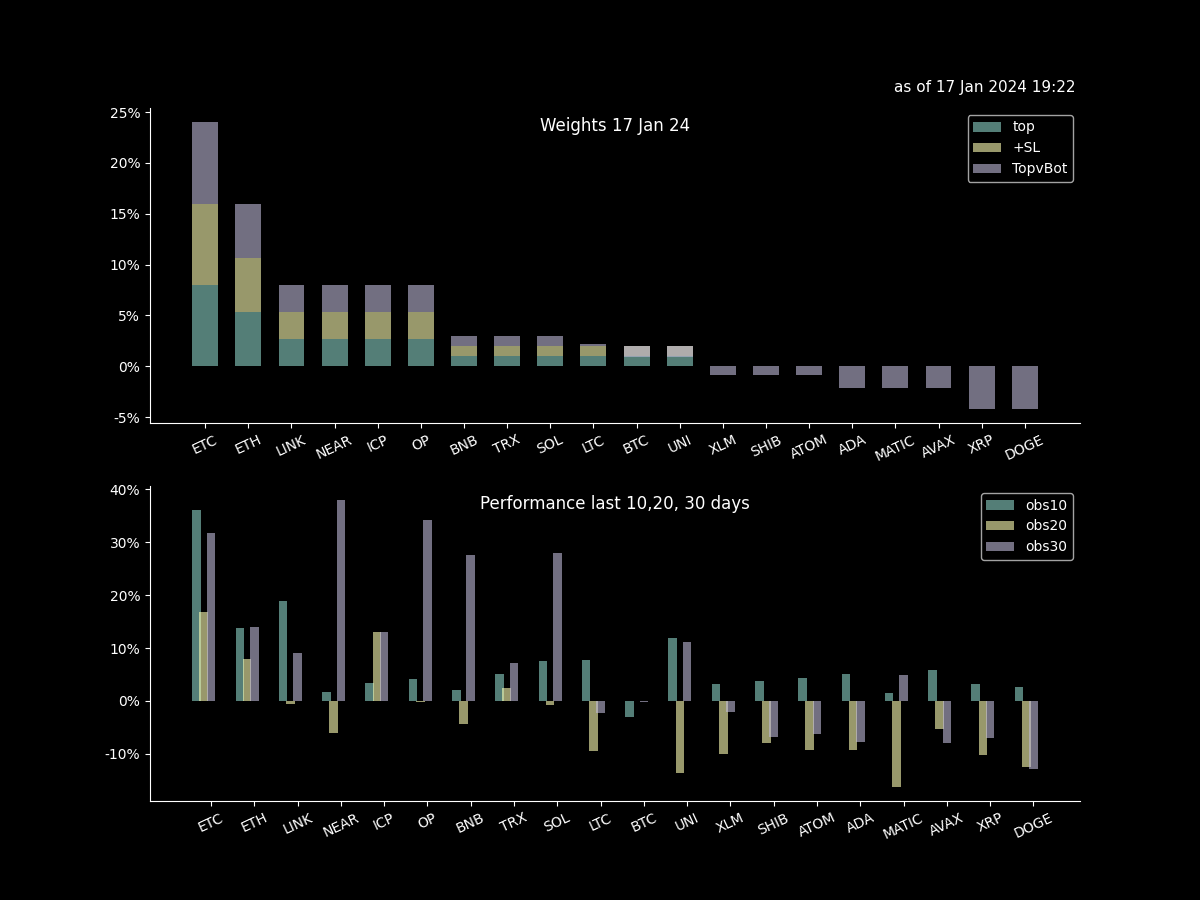 as of 17 Jan 2024 19:22
Weights 17 Jan 24
top
+SL
TopvBot
25%
20%
15%
10%
5%
0%
-5%
ETC ETH LINK NEAR ICP OP BNB TRX SOL LTC BTC UNI XLM SHIB ATOM ADA MATIC AVAX XRP DOGE
Performance last 10,20, 30 days
obs10
obs20
obs30
40%
30%
20%
10%
0%
-10%
ETC ETH LINK NEAR ICP OP BNB TRX SOL LTC BTC UNI XLM SHIB ATOM ADA MATIC AVAX XRP DOGE